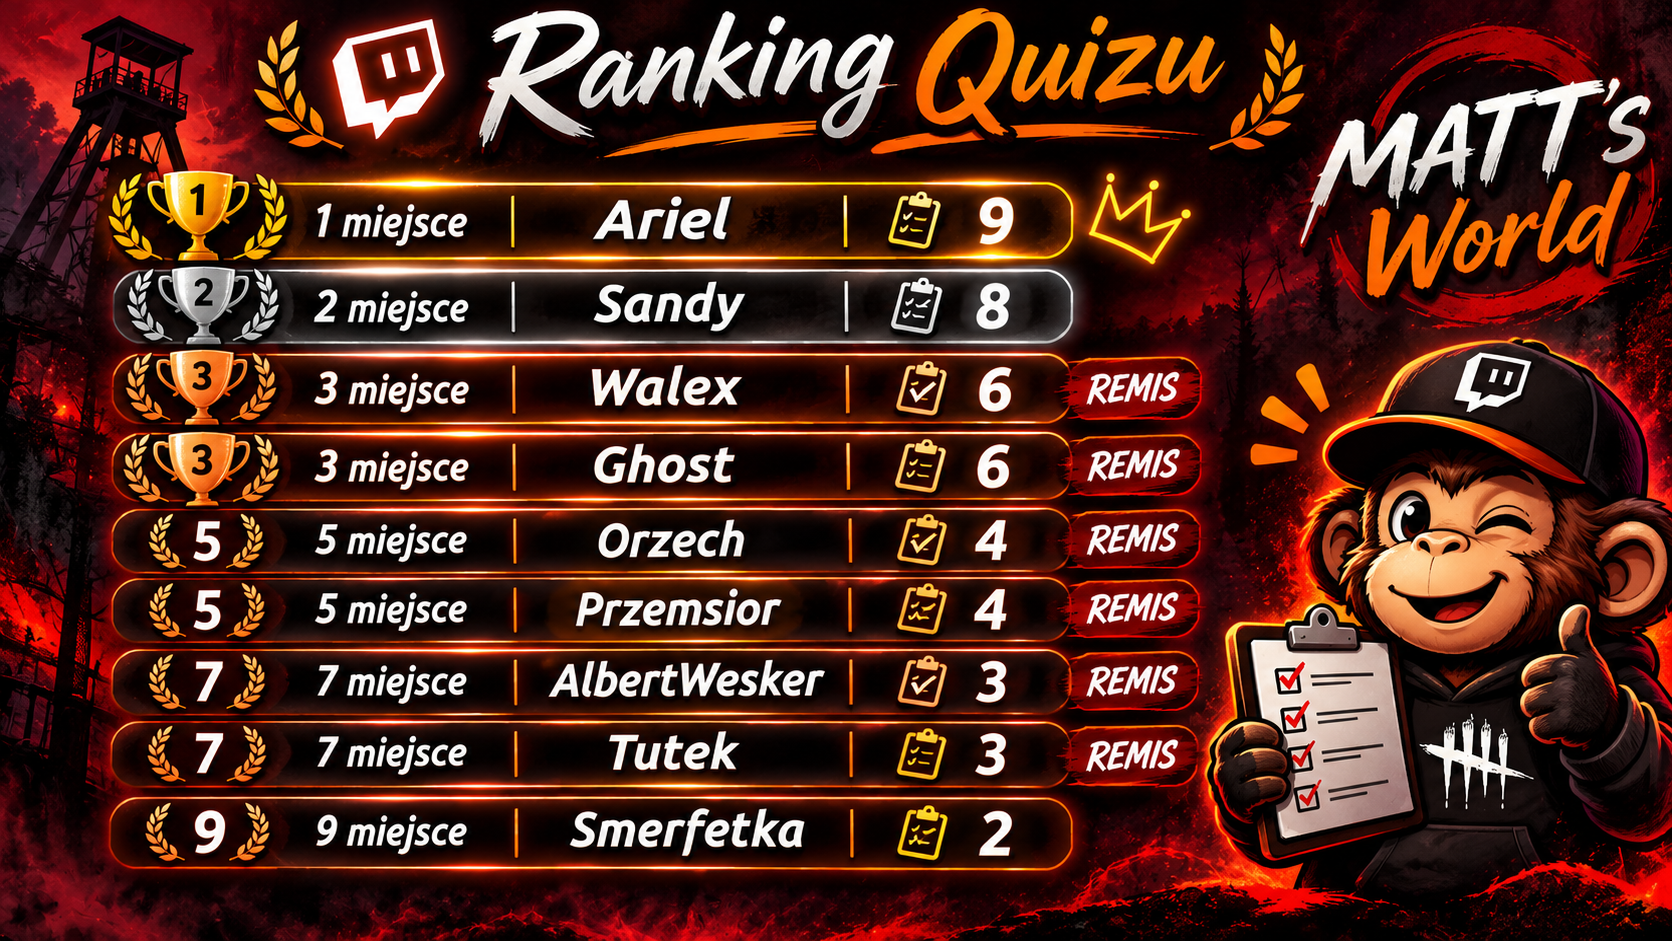 Ranking Quizu
MATT's
World
1 1 miejsce | Ariel | 9
2 2 miejsce | Sandy | 8
3 3 miejsce | Walex | 6 REMIS
3 3 miejsce | Ghost | 6 REMIS
5 5 miejsce | Orzech | 4 REMIS
5 5 miejsce | Przemsior | 4 REMIS
7 7 miejsce | AlbertWesker | 3 REMIS
7 7 miejsce | Tutek | 3 REMIS
9 9 miejsce | Smerfetka | 2